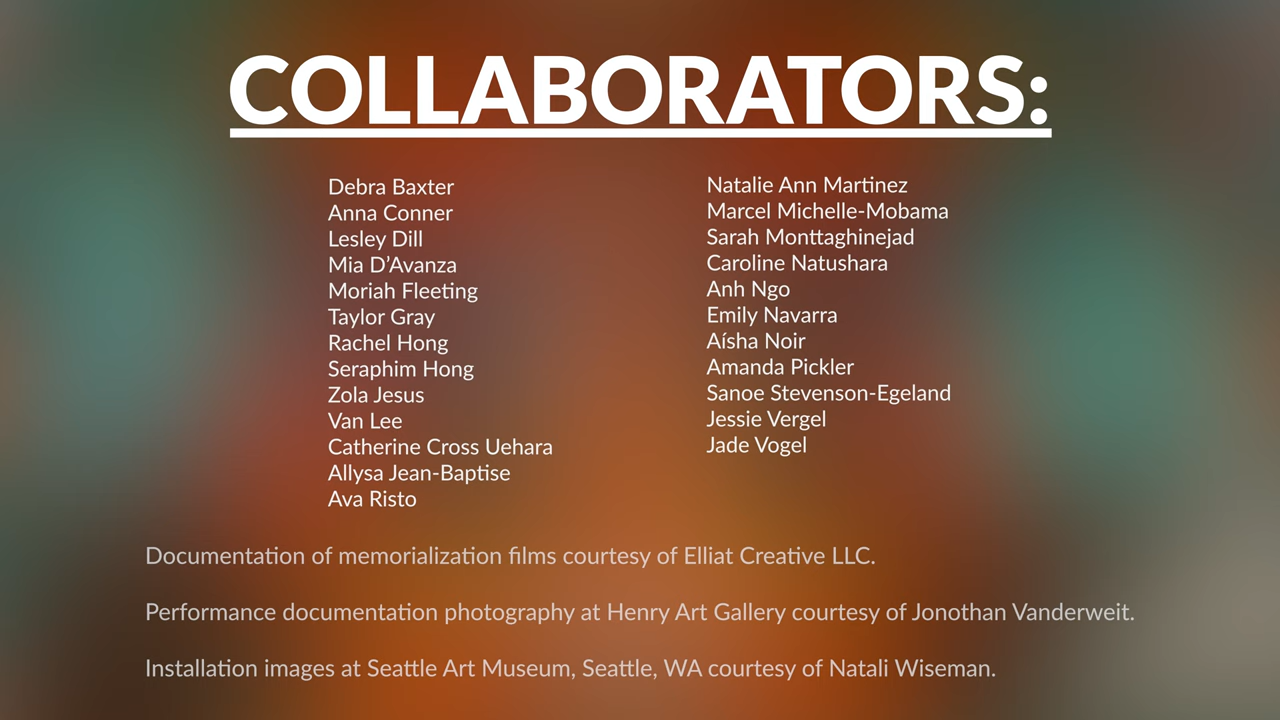 COLLABORATORS:
Debra Baxter
Anna Conner
Lesley Dill
Mia D’Avanza
Moriah Fleeting
Taylor Gray
Rachel Hong
Seraphim Hong
Zola Jesus
Van Lee
Catherine Cross Uehara
Allysa Jean-Baptise
Ava Risto
Natalie Ann Martinez
Marcel Michelle-Mobama
Sarah Monttaghinejad
Caroline Natushara
Anh Ngo
Emily Navarra
Aísha Noir
Amanda Pickler
Sanoe Stevenson-Egeland
Jessie Vergel
Jade Vogel
Documentation of memorialization films courtesy of Elliat Creative LLC.
Performance documentation photography at Henry Art Gallery courtesy of Jonothan Vanderweit.
Installation images at Seattle Art Museum, Seattle, WA courtesy of Natali Wiseman.